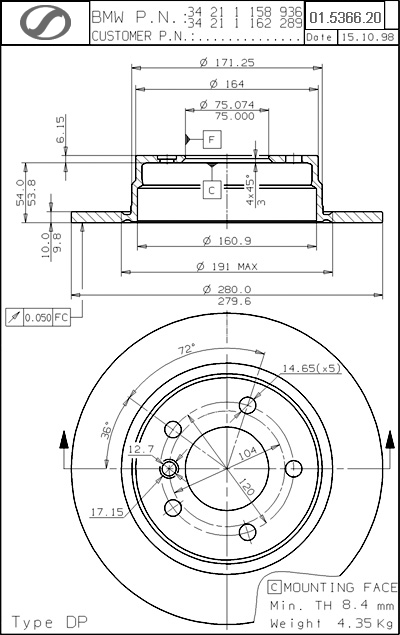 BMW P.N. : 34 21 1 158 936
34 21 1 162 289
CUSTOMER P.N.:..............
01.5366.20
Date 15.10.98
Ø 171.25
Ø 164
Ø 75.074
75.000
6.15
F
C
4x45°
3
54.0
53.8
10.0
9.8
Ø 160.9
Ø 191 MAX
Ø 280.0
279.6
0.050 FC
72°
14.65(x5)
36°
12.7
104
120
17.15
C MOUNTING FACE
Min. TH 8.4 mm
Weight 4.35 Kg
Type DP